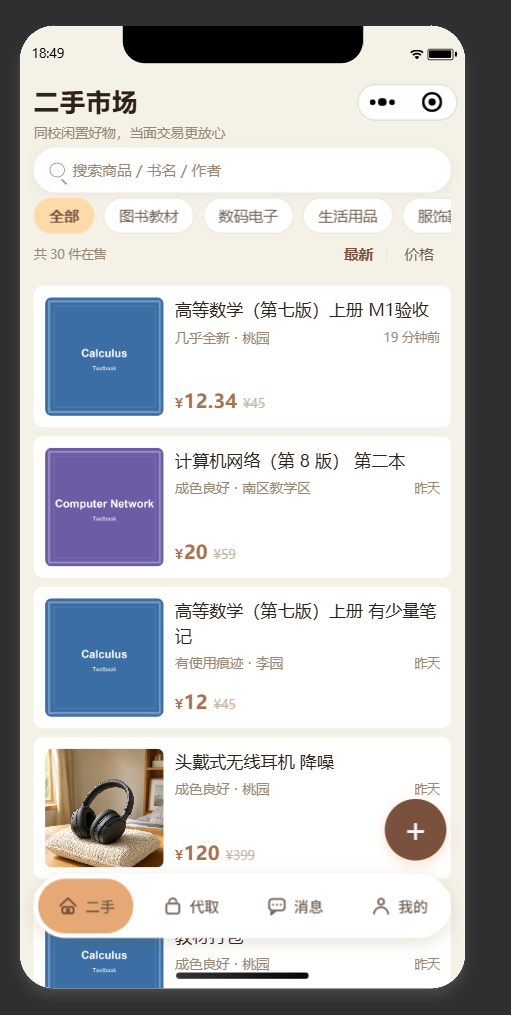 18:49
二手市场
同校闲置好物，当面交易更放心
搜索商品 / 书名 / 作者
全部 图书教材 数码电子 生活用品 服饰
共 30 件在售 最新 价格
Calculus
Textbook
高等数学（第七版）上册 M1验收
几乎全新 · 桃园 19 分钟前
¥12.34 ¥45
Computer Network
Textbook
计算机网络（第 8 版） 第二本
成色良好 · 南区教学区 昨天
¥20 ¥59
Calculus
Textbook
高等数学（第七版）上册 有少量笔
记
有使用痕迹 · 李园 昨天
¥12 ¥45
头戴式无线耳机 降噪
成色良好 · 桃园 昨天
¥120 ¥399
+
二手 代取 消息 我的
Calculus
Textbook
教材打包
成色良好 · 桃园 昨天